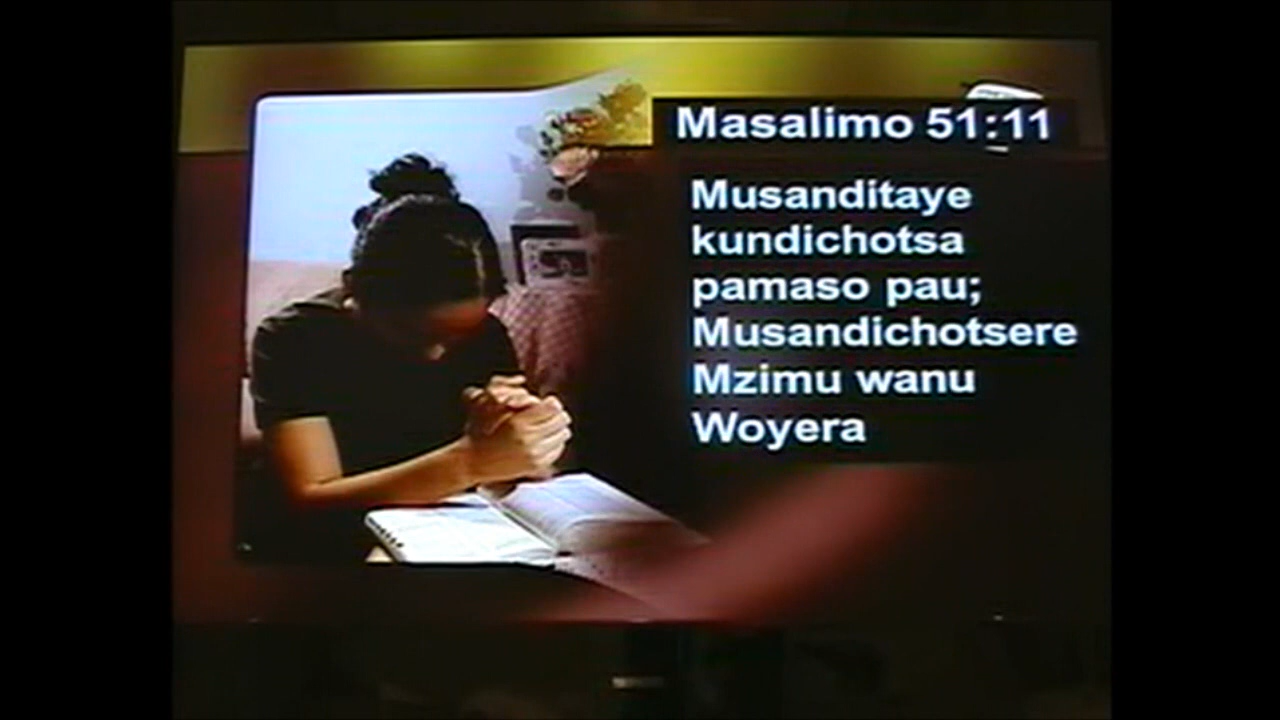 Masalimo 51:11
Musanditaye
kundichotsa
pamaso pau;
Musandichotsere
Mzimu wanu
Woyera